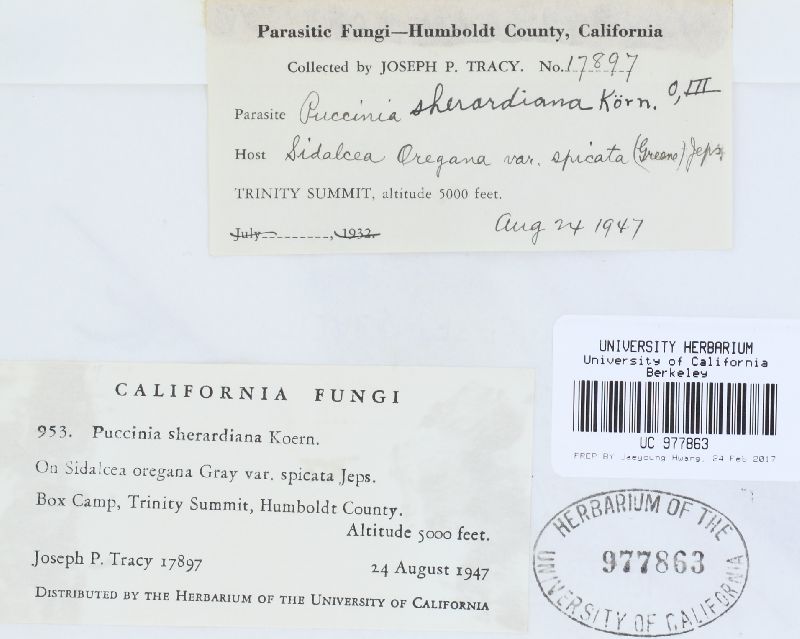 Parasitic Fungi—Humboldt County, California
Collected by JOSEPH P. TRACY. No. 17897
Parasite Puccinia sherardiana Körn. O, III
Host Sidalcea Oregana var. spicata (Greene) Jeps
TRINITY SUMMIT, altitude 5000 feet.
July ________, 1932. Aug 24 1947
UNIVERSITY HERBARIUM
University of California
Berkeley
UC 977863
PREP BY Jaeyoung Hwang, 24 Feb 2017
CALIFORNIA FUNGI
953. Puccinia sherardiana Koern.
On Sidalcea oregana Gray var. spicata Jeps.
Box Camp, Trinity Summit, Humboldt County.
Altitude 5000 feet.
Joseph P. Tracy 17897 24 August 1947
DISTRIBUTED BY THE HERBARIUM OF THE UNIVERSITY OF CALIFORNIA
HERBARIUM OF THE
977863
UNIVERSITY OF CALIFORNIA